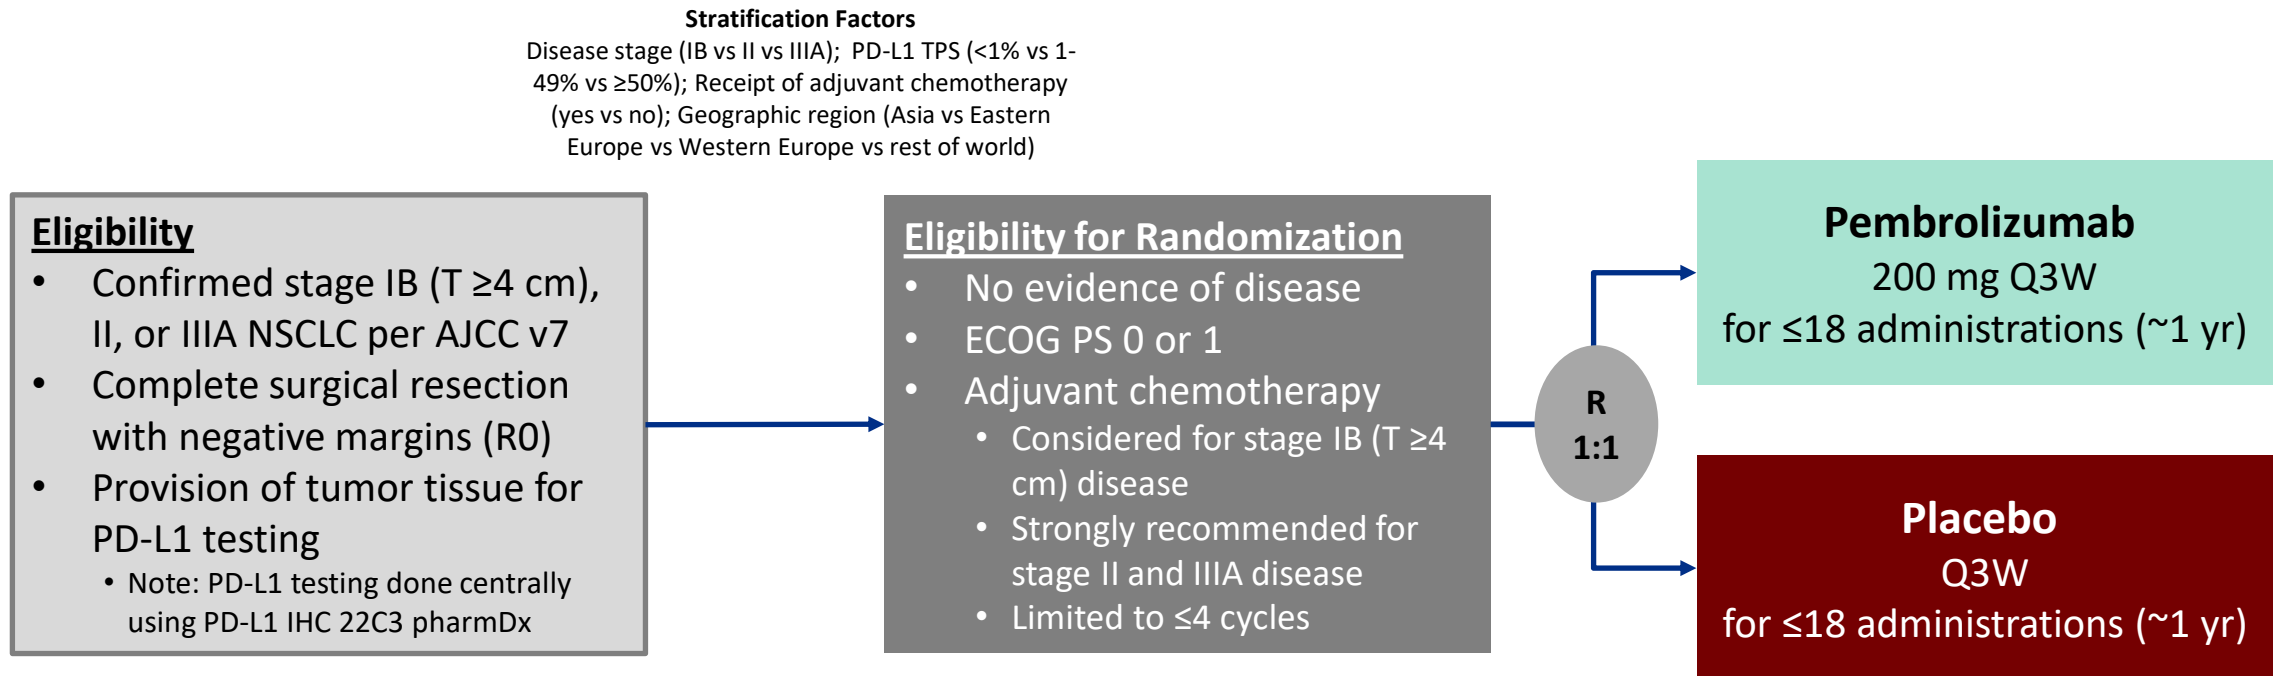 Stratification Factors
Disease stage (IB vs II vs IIIA);  PD-L1 TPS (<1% vs 1-
49% vs ≥50%); Receipt of adjuvant chemotherapy
(yes vs no); Geographic region (Asia vs Eastern
Europe vs Western Europe vs rest of world)
Eligibility
• Confirmed stage IB (T ≥4 cm),
II, or IIIA NSCLC per AJCC v7
• Complete surgical resection
with negative margins (R0)
• Provision of tumor tissue for
PD-L1 testing
• Note: PD-L1 testing done centrally
using PD-L1 IHC 22C3 pharmDx
Eligibility for Randomization
• No evidence of disease
• ECOG PS 0 or 1
• Adjuvant chemotherapy
• Considered for stage IB (T ≥4
cm) disease
• Strongly recommended for
stage II and IIIA disease
• Limited to ≤4 cycles
R
1:1
Pembrolizumab
200 mg Q3W
for ≤18 administrations (~1 yr)
Placebo
Q3W
for ≤18 administrations (~1 yr)